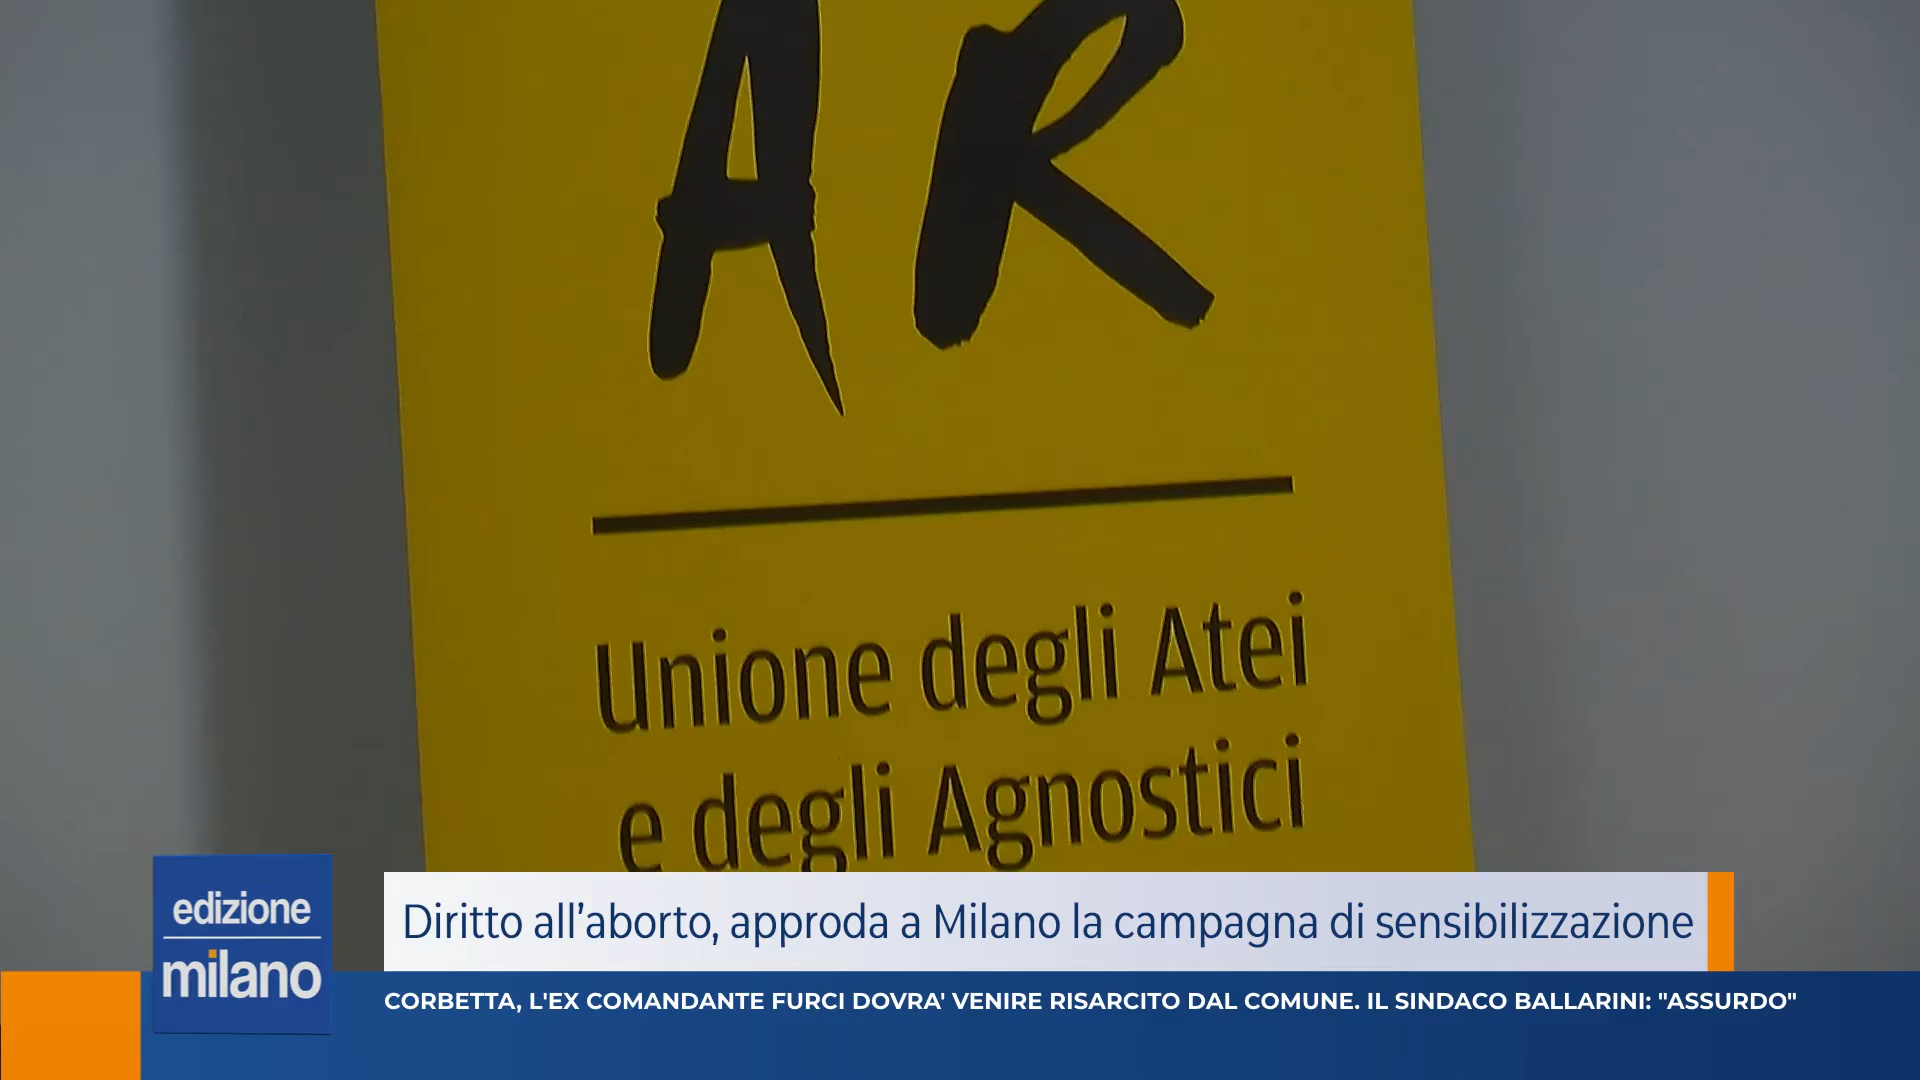 AR
Unione degli Atei
e degli Agnostici
edizione
milano
Diritto all’aborto, approda a Milano la campagna di sensibilizzazione
CORBETTA, L'EX COMANDANTE FURCI DOVRA' VENIRE RISARCITO DAL COMUNE. IL SINDACO BALLARINI: "ASSURDO"